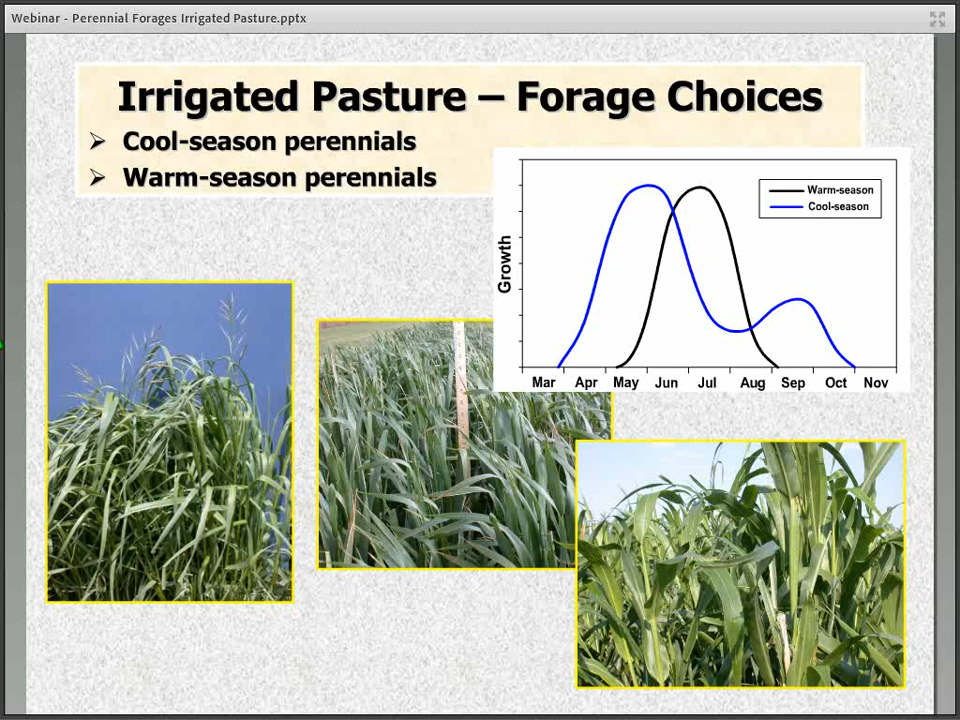 Webinar - Perennial Forages Irrigated Pasture.pptx
Irrigated Pasture – Forage Choices
➢ Cool-season perennials
➢ Warm-season perennials
Warm-season
Cool-season
Growth
Mar Apr May Jun Jul Aug Sep Oct Nov